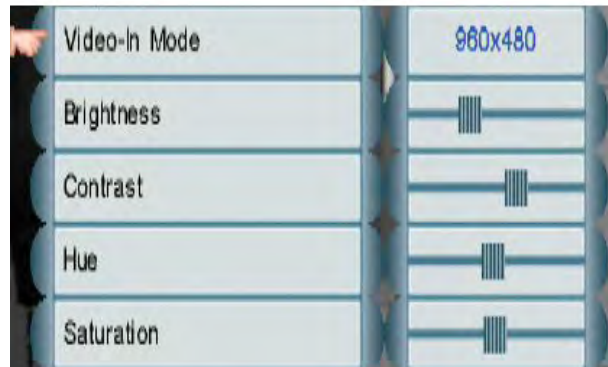 Video-In Mode 960x480
Brightness
Contrast
Hue
Saturation